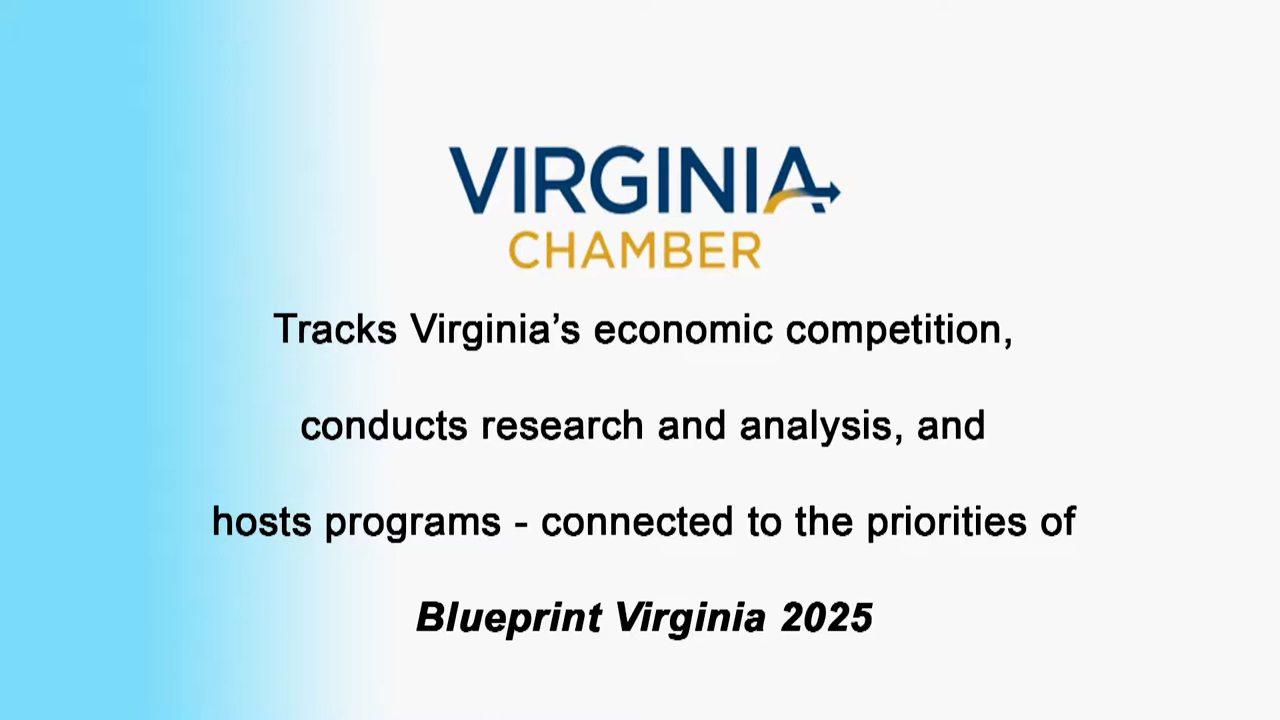 VIRGINIA
CHAMBER
Tracks Virginia’s economic competition,
conducts research and analysis, and
hosts programs - connected to the priorities of
Blueprint Virginia 2025